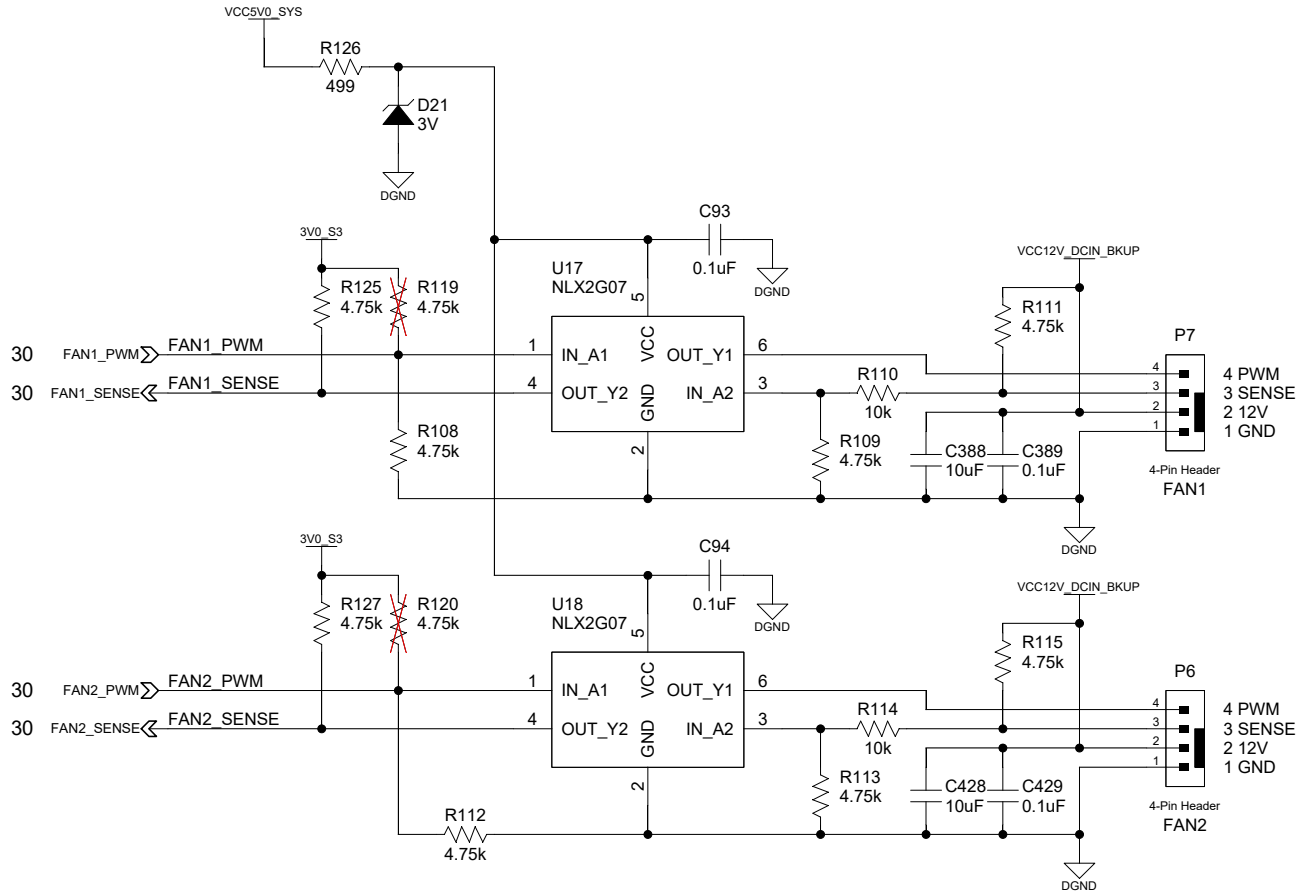 VCC5V0_SYS
R126
499
D21
3V
DGND
C93
0.1uF
DGND
3V0_S3
R125
4.75k
R119
4.75k
U17
NLX2G07
VCC12V_DCIN_BKUP
R111
4.75k
P7
30 FAN1_PWM FAN1_PWM
1 IN_A1 VCC OUT_Y1 6
30 FAN1_SENSE FAN1_SENSE
4 OUT_Y2 GND IN_A2 3
5
2
R110
10k
4 4 PWM
3 3 SENSE
2 2 12V
1 1 GND
R108
4.75k
R109
4.75k
C388
10uF
C389
0.1uF
4-Pin Header
FAN1
DGND
3V0_S3
C94
0.1uF
DGND
R127
4.75k
R120
4.75k
U18
NLX2G07
VCC12V_DCIN_BKUP
R115
4.75k
P6
30 FAN2_PWM FAN2_PWM
1 IN_A1 VCC OUT_Y1 6
30 FAN2_SENSE FAN2_SENSE
4 OUT_Y2 GND IN_A2 3
5
2
R114
10k
4 4 PWM
3 3 SENSE
2 2 12V
1 1 GND
R112
4.75k
R113
4.75k
C428
10uF
C429
0.1uF
4-Pin Header
FAN2
DGND